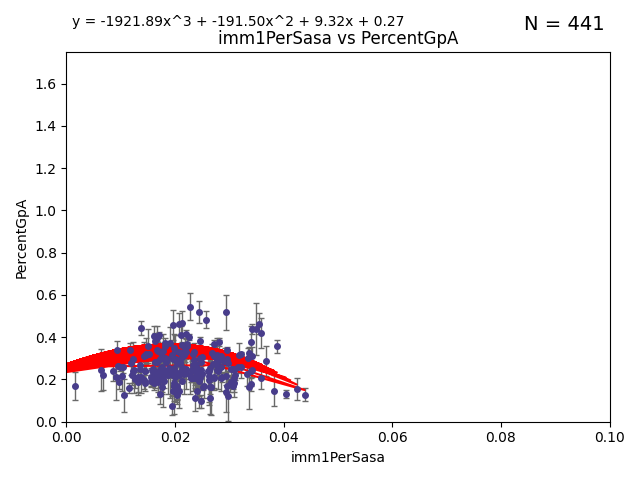 y = -1921.89x^3 + -191.50x^2 + 9.32x + 0.27
N = 441
imm1PerSasa vs PercentGpA
PercentGpA
1.6
1.4
1.2
1.0
0.8
0.6
0.4
0.2
0.0
0.00 0.02 0.04 0.06 0.08 0.10
imm1PerSasa